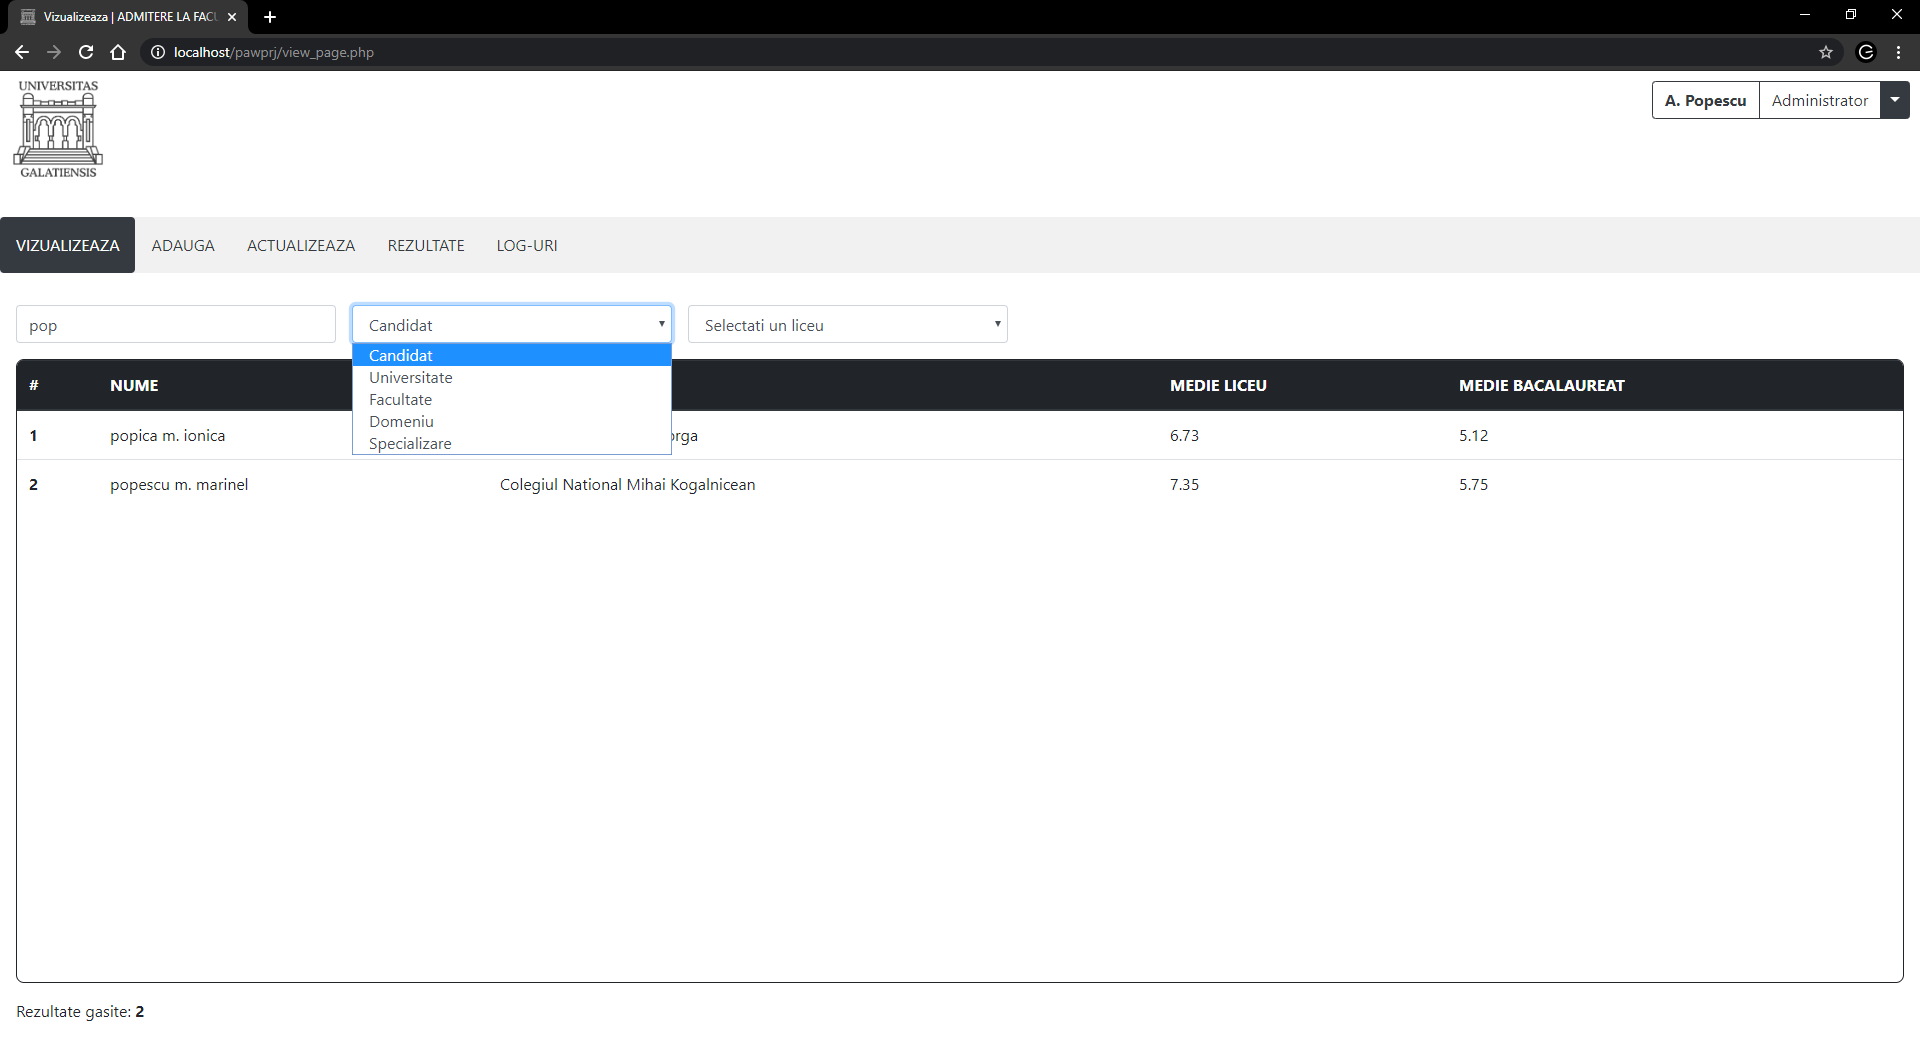 Vizualizeaza | ADMITERE LA FACU
localhost/pawprj/view_page.php
UNIVERSITAS
GALATIENSIS
A. Popescu Administrator
VIZUALIZEAZA ADAUGA ACTUALIZEAZA REZULTATE LOG-URI
pop Candidat Selectati un liceu
Candidat
Universitate
Facultate
Domeniu
Specializare
# NUME MEDIE LICEU MEDIE BACALAUREAT
1 popica m. ionica orga 6.73 5.12
2 popescu m. marinel Colegiul National Mihai Kogalnicean 7.35 5.75
Rezultate gasite: 2